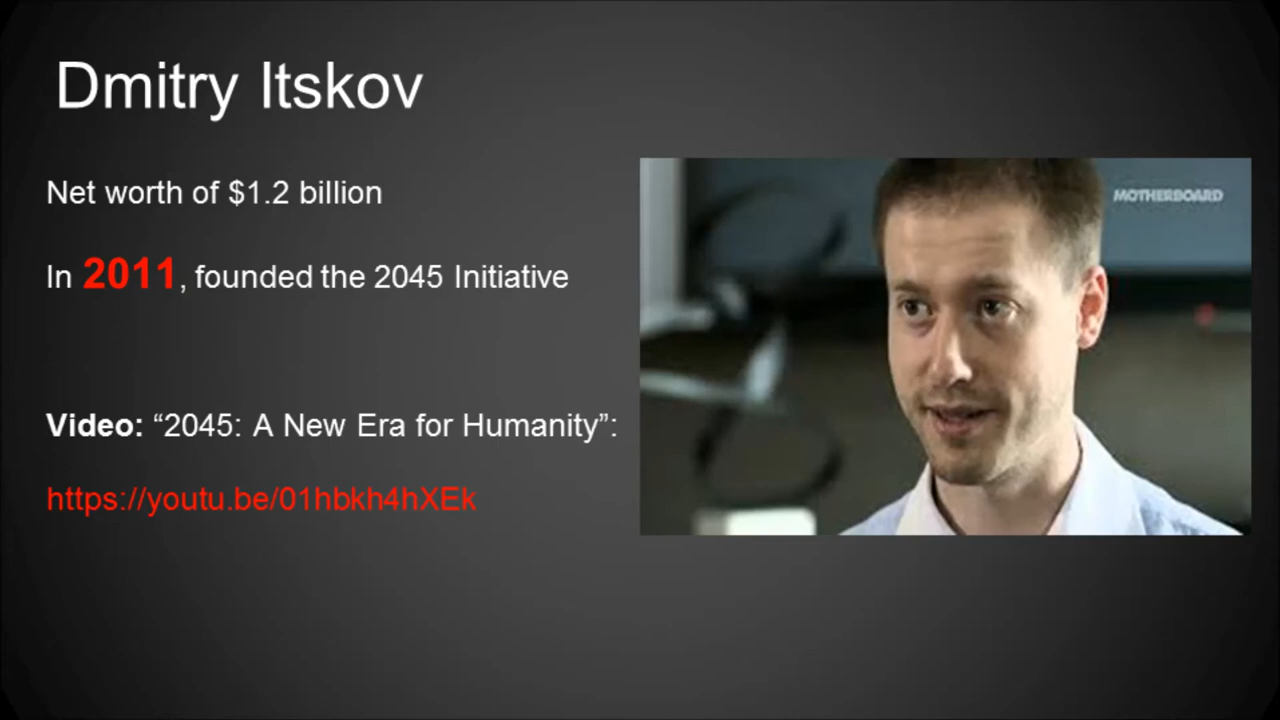 Dmitry Itskov
Net worth of $1.2 billion
In 2011, founded the 2045 Initiative
Video: “2045: A New Era for Humanity”:
https://youtu.be/01hbkh4hXEk
MOTHERBOARD